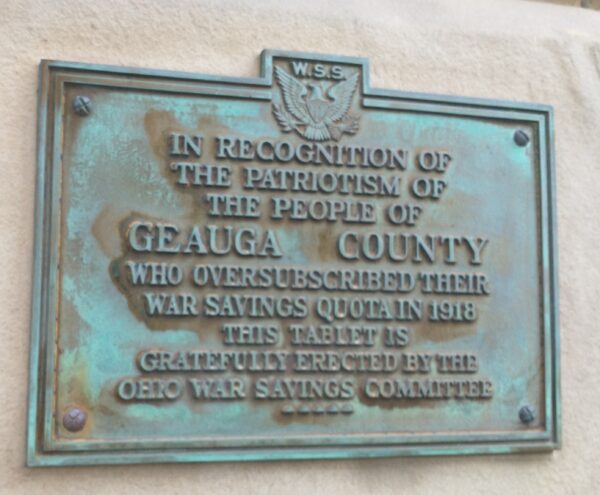 W.S.S.
IN RECOGNITION OF
THE PATRIOTISM OF
THE PEOPLE OF
GEAUGA COUNTY
WHO OVERSUBSCRIBED THEIR
WAR SAVINGS QUOTA IN 1918
THIS TABLET IS
GRATEFULLY ERECTED BY THE
OHIO WAR SAVINGS COMMITTEE